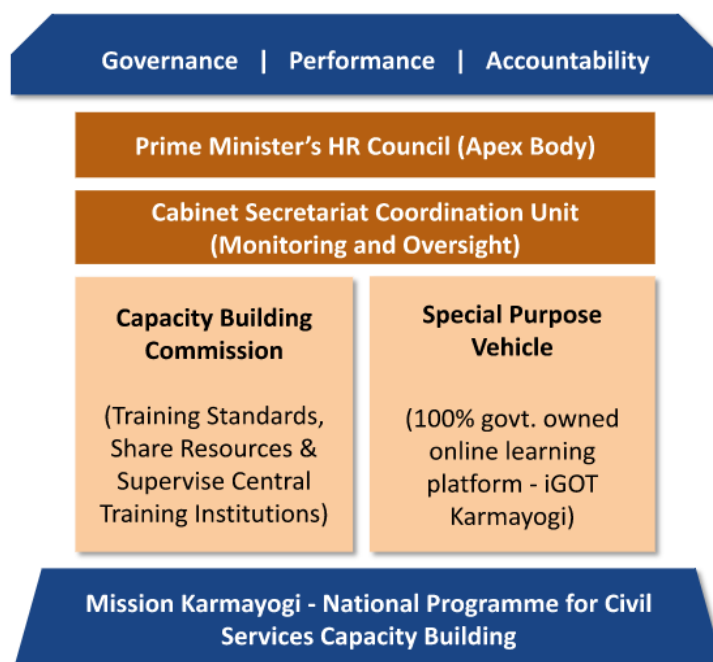 Governance | Performance | Accountability
Prime Minister's HR Council (Apex Body)
Cabinet Secretariat Coordination Unit
(Monitoring and Oversight)
Capacity Building
Commission
(Training Standards,
Share Resources &
Supervise Central
Training Institutions)
Special Purpose
Vehicle
(100% govt. owned
online learning
platform - iGOT
Karmayogi)
Mission Karmayogi - National Programme for Civil
Services Capacity Building